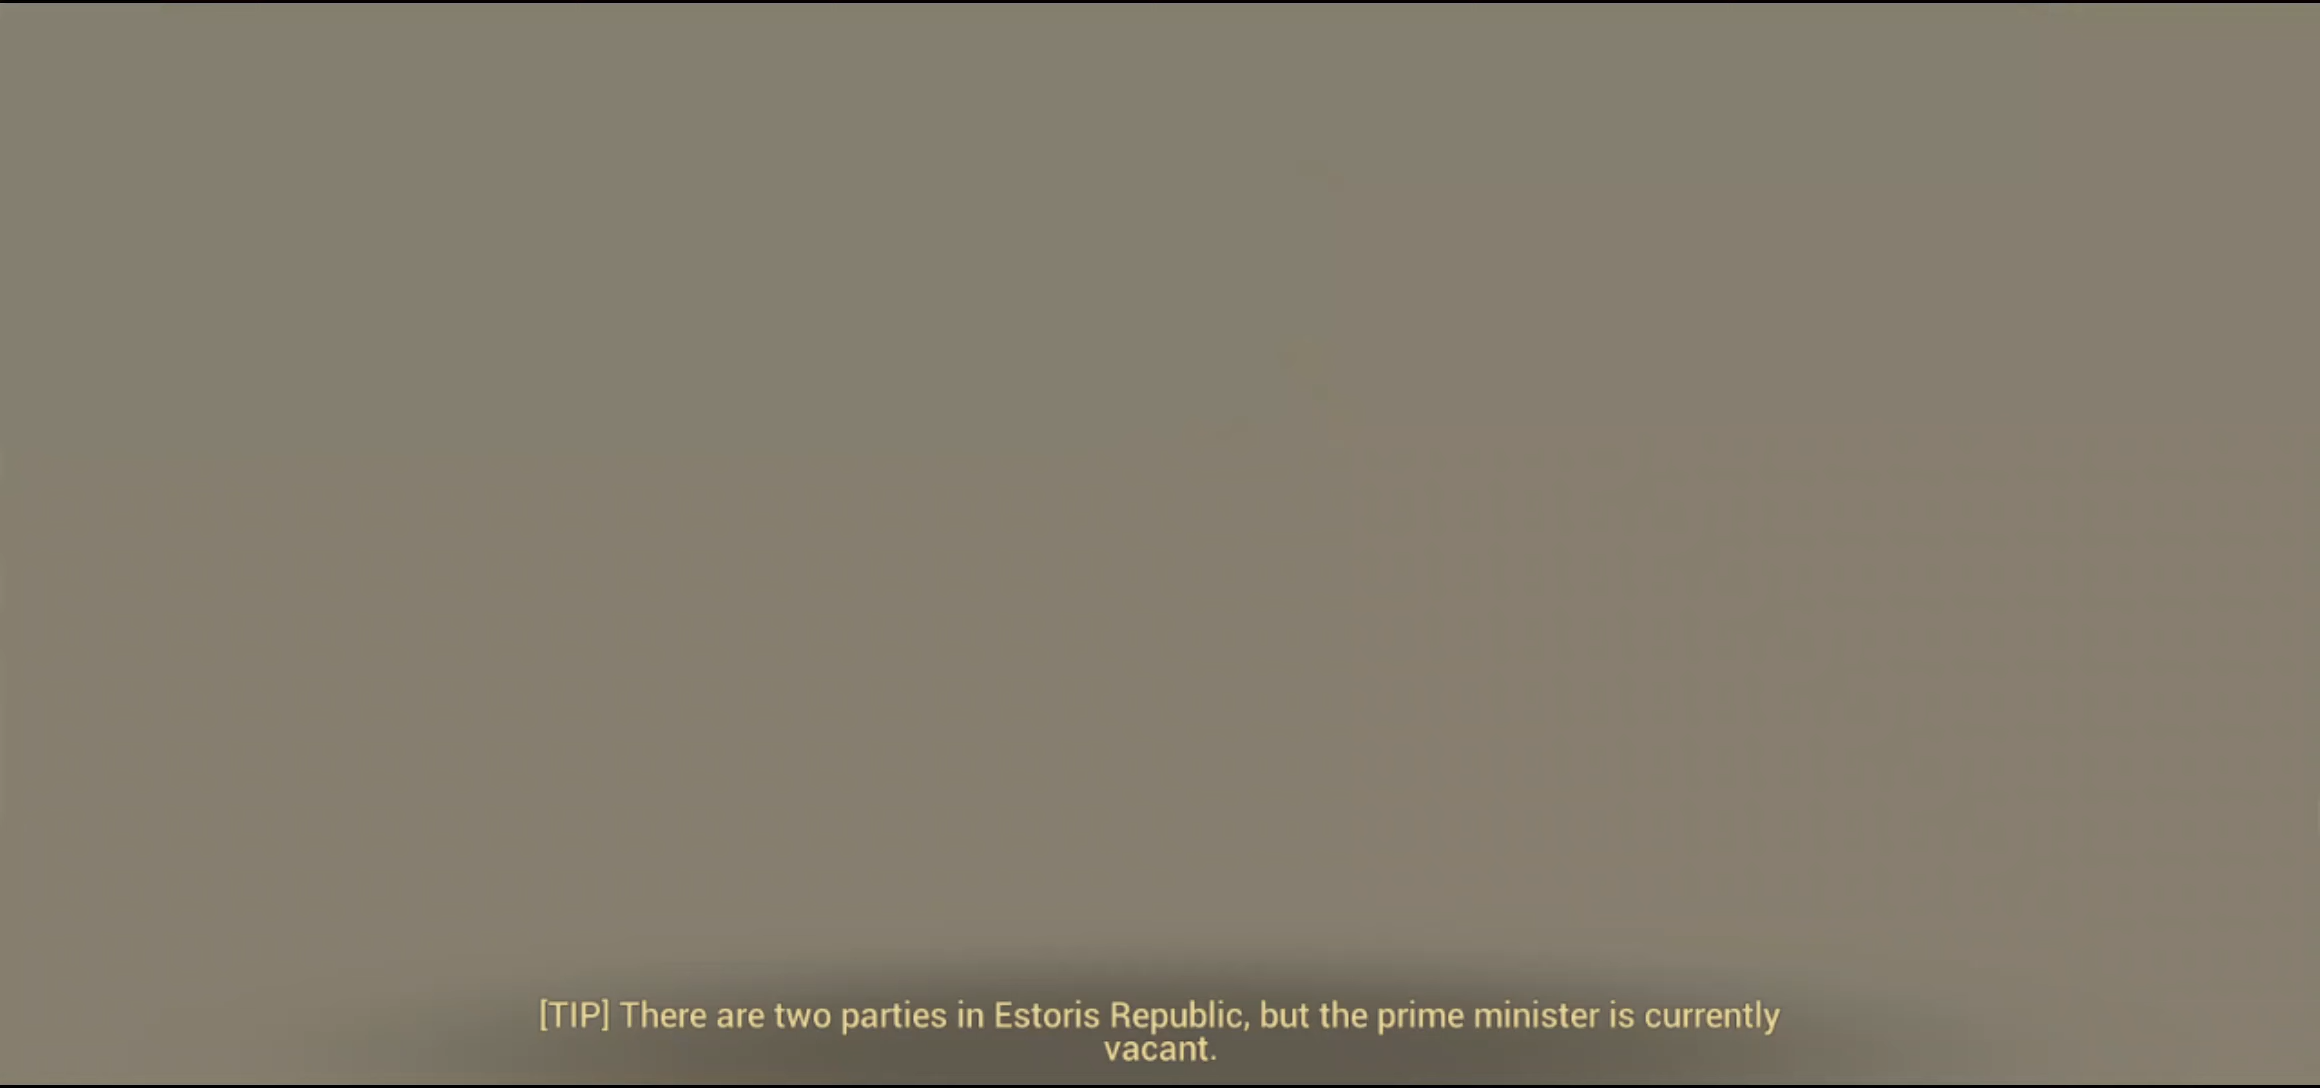 [TIP] There are two parties in Estoris Republic, but the prime minister is currently
vacant.